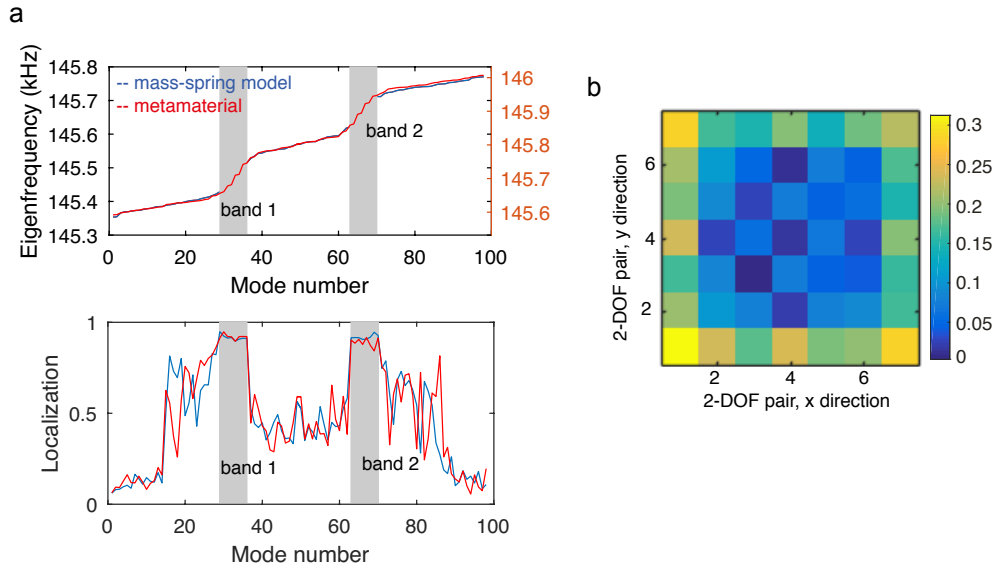 a
Eigenfrequency (kHz)
145.8
145.7
145.6
145.5
145.4
145.3
-- mass-spring model
-- metamaterial
band 1
band 2
146
145.9
145.8
145.7
145.6
0 20 40 60 80 100
Mode number
Localization
1
0.5
0
band 1
band 2
0 20 40 60 80 100
Mode number
b
2-DOF pair, y direction
6
4
2
2 4 6
2-DOF pair, x direction
0.3
0.25
0.2
0.15
0.1
0.05
0